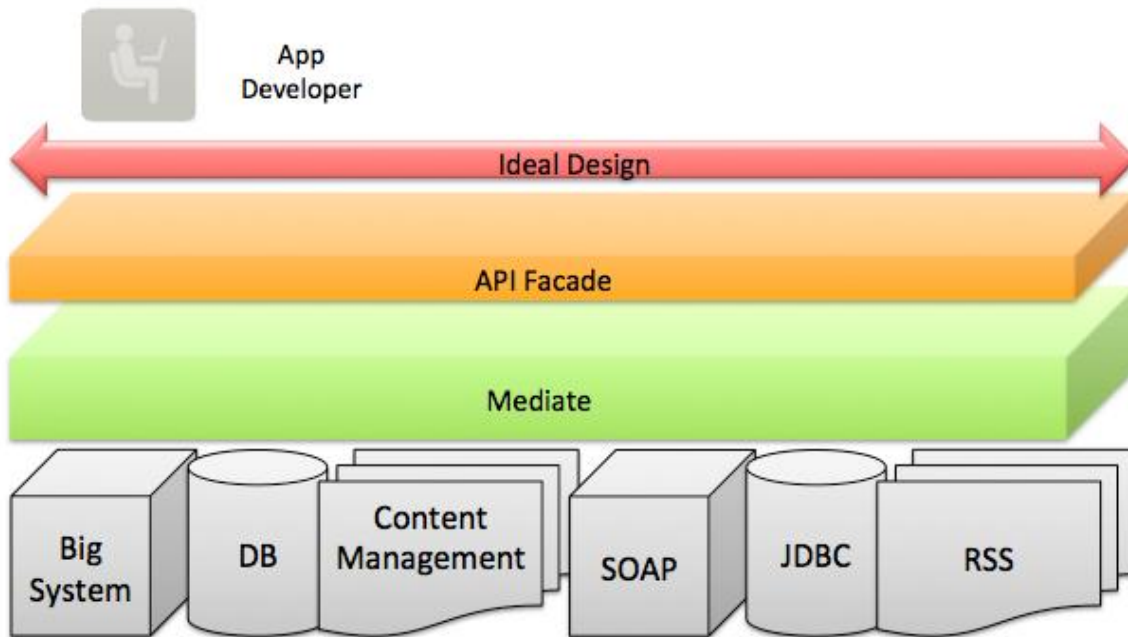 App
Developer
Ideal Design
API Facade
Mediate
Big
System
DB
Content
Management
SOAP
JDBC
RSS